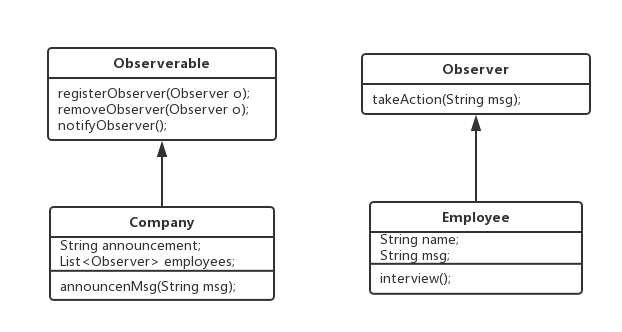 Observerable
registerObserver(Observer o);
removeObserver(Observer o);
notifyObserver();
Observer
takeAction(String msg);
Company
String announcement;
List<Observer> employees;
announcenMsg(String msg);
Employee
String name;
String msg;
interview();